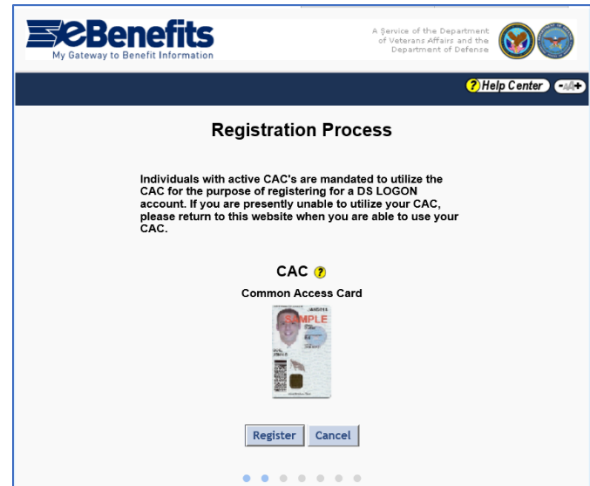 eBenefits
My Gateway to Benefit Information
A Service of the Department
of Veterans Affairs and the
Department of Defense
? Help Center
- A +
Registration Process
Individuals with active CAC's are mandated to utilize the
CAC for the purpose of registering for a DS LOGON
account. If you are presently unable to utilize your CAC,
please return to this website when you are able to use your
CAC.
CAC ?
Common Access Card
SAMPLE
Register Cancel